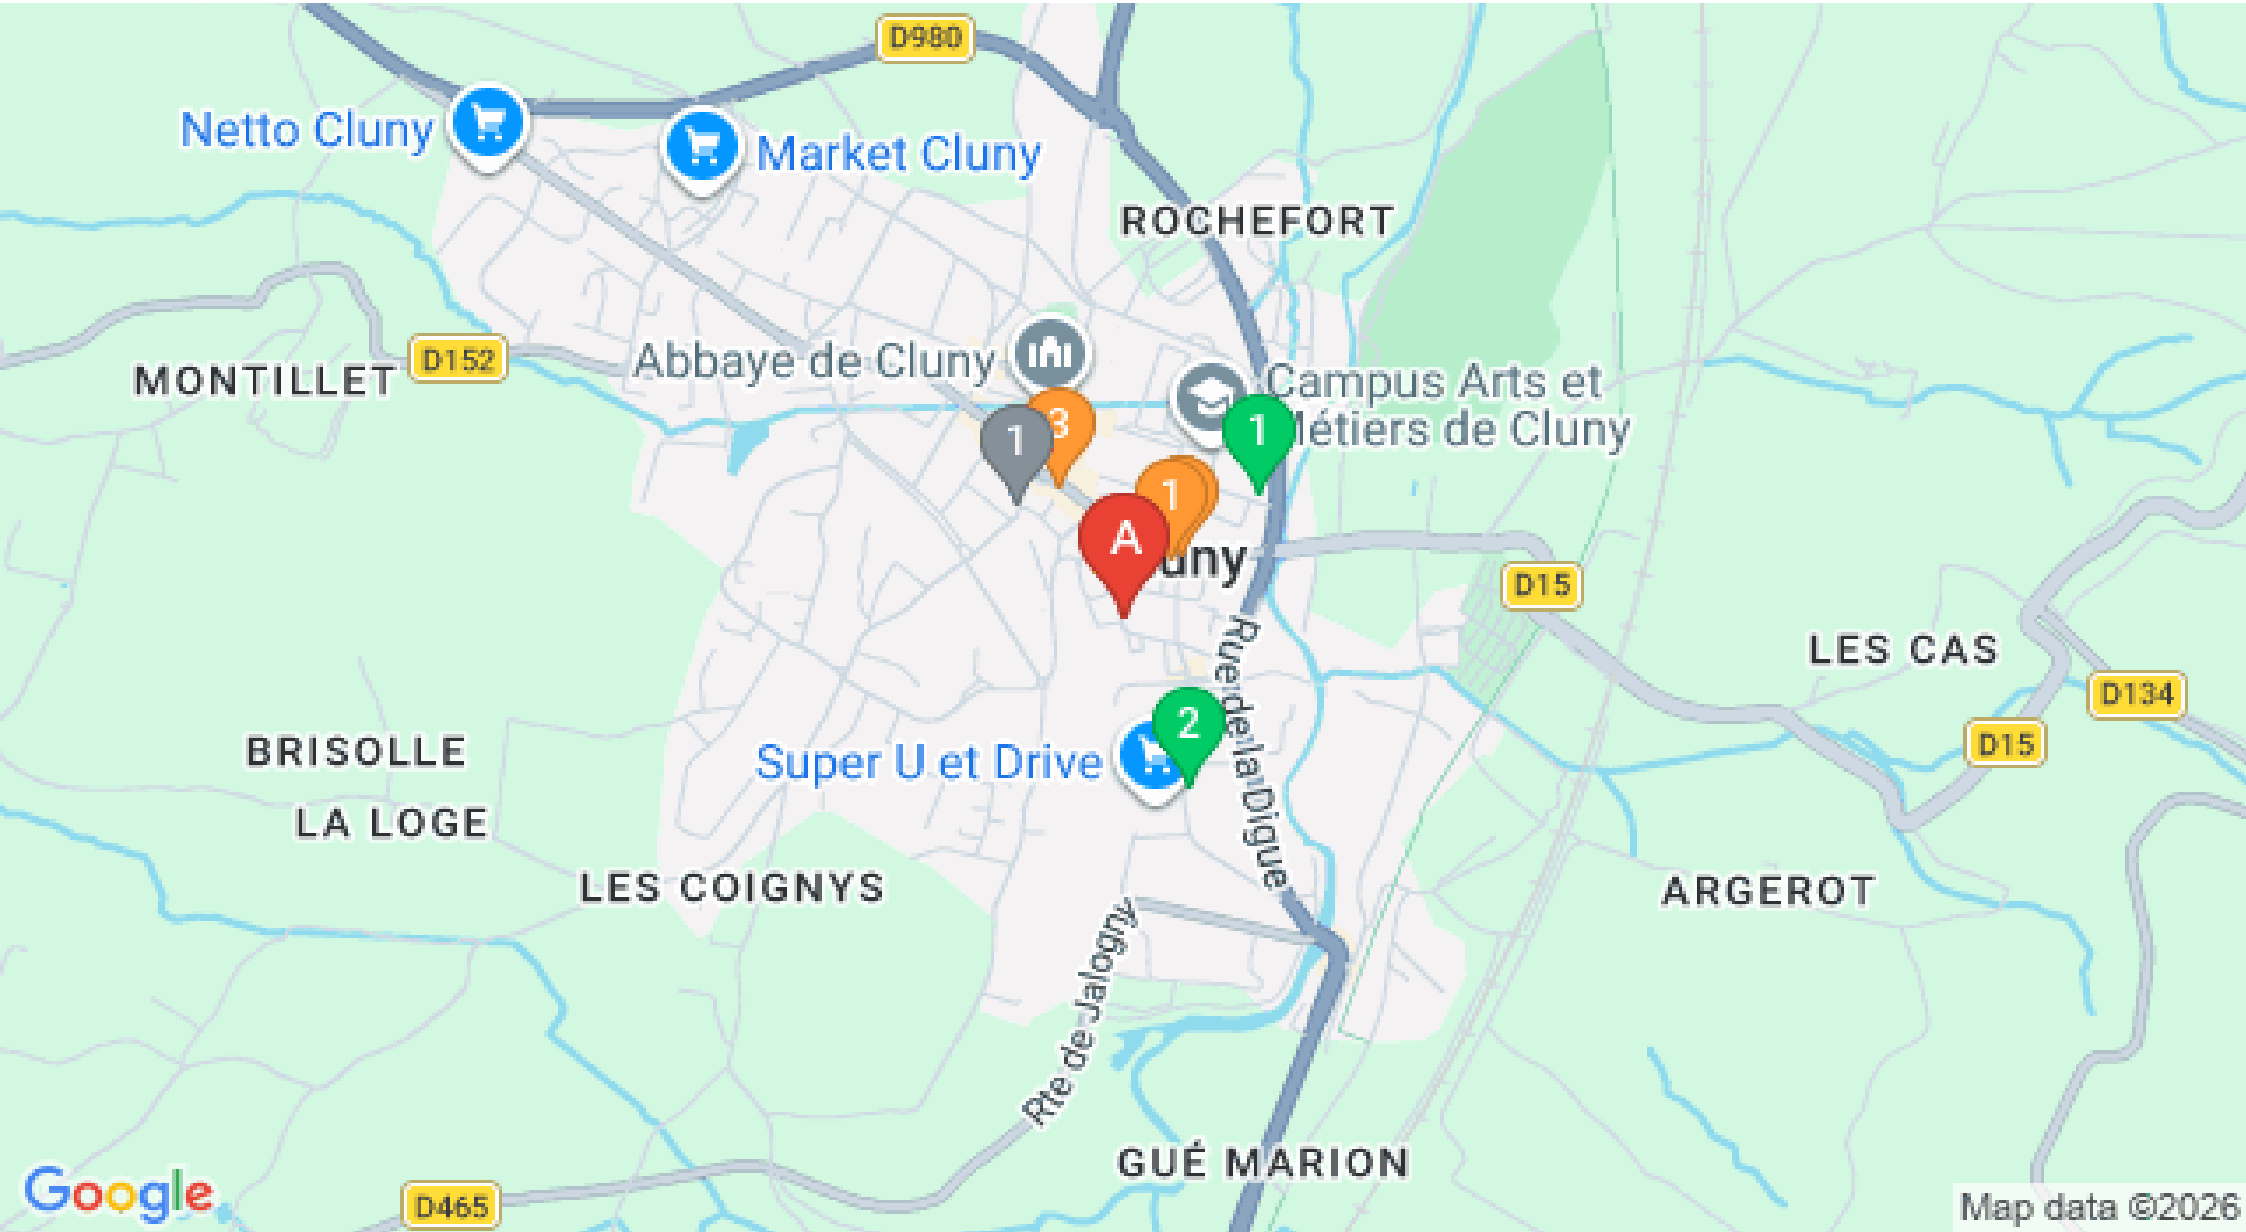 D980
Netto Cluny
Market Cluny
ROCHEFORT
D152
MONTILLET
Abbaye de Cluny
Campus Arts et
Métiers de Cluny
3
1
1
1
A
uny
D15
Rue de la Digue
LES CAS
D134
D15
2
Super U et Drive
BRISOLLE
LA LOGE
LES COIGNYS
ARGEROT
Rte de Jalogny
GUÉ MARION
D465
Google
Map data ©2026